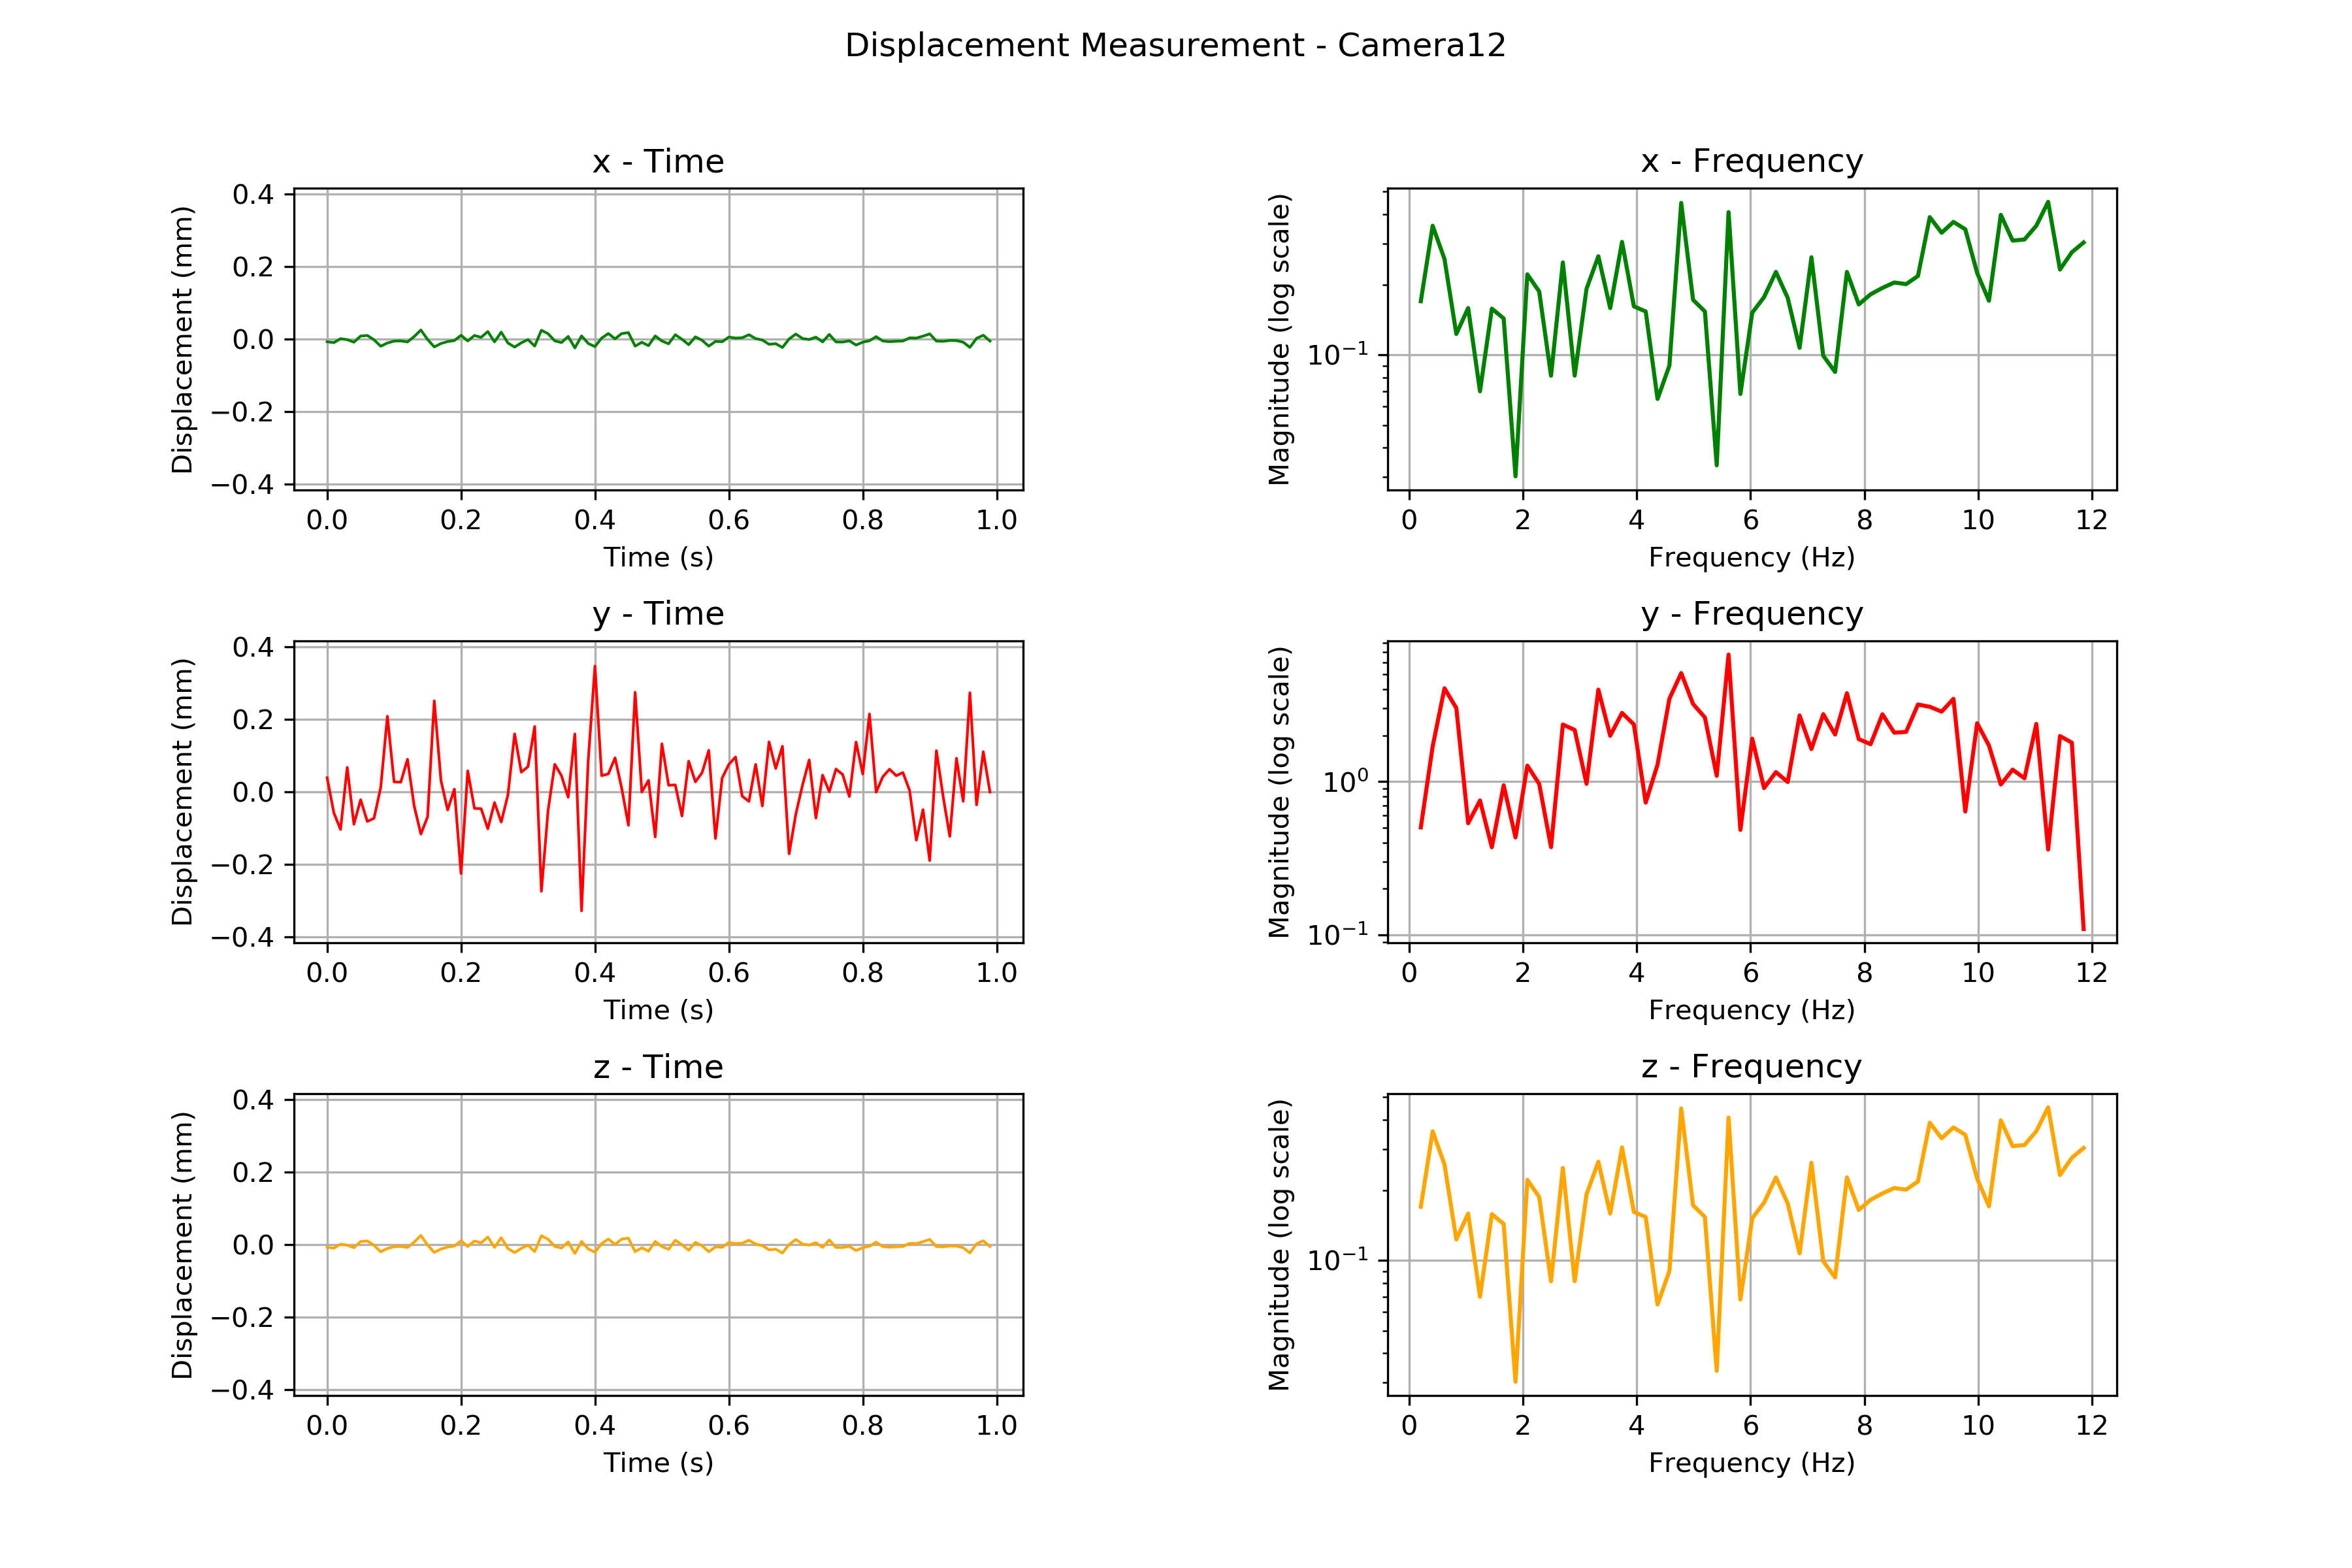 Displacement Measurement - Camera12
x - Time
Displacement (mm)
0.4
0.2
0.0
−0.2
−0.4
0.0 0.2 0.4 0.6 0.8 1.0
Time (s)
x - Frequency
Magnitude (log scale)
10⁻¹
0 2 4 6 8 10 12
Frequency (Hz)
y - Time
Displacement (mm)
0.4
0.2
0.0
−0.2
−0.4
0.0 0.2 0.4 0.6 0.8 1.0
Time (s)
y - Frequency
Magnitude (log scale)
10⁰
10⁻¹
0 2 4 6 8 10 12
Frequency (Hz)
z - Time
Displacement (mm)
0.4
0.2
0.0
−0.2
−0.4
0.0 0.2 0.4 0.6 0.8 1.0
Time (s)
z - Frequency
Magnitude (log scale)
10⁻¹
0 2 4 6 8 10 12
Frequency (Hz)